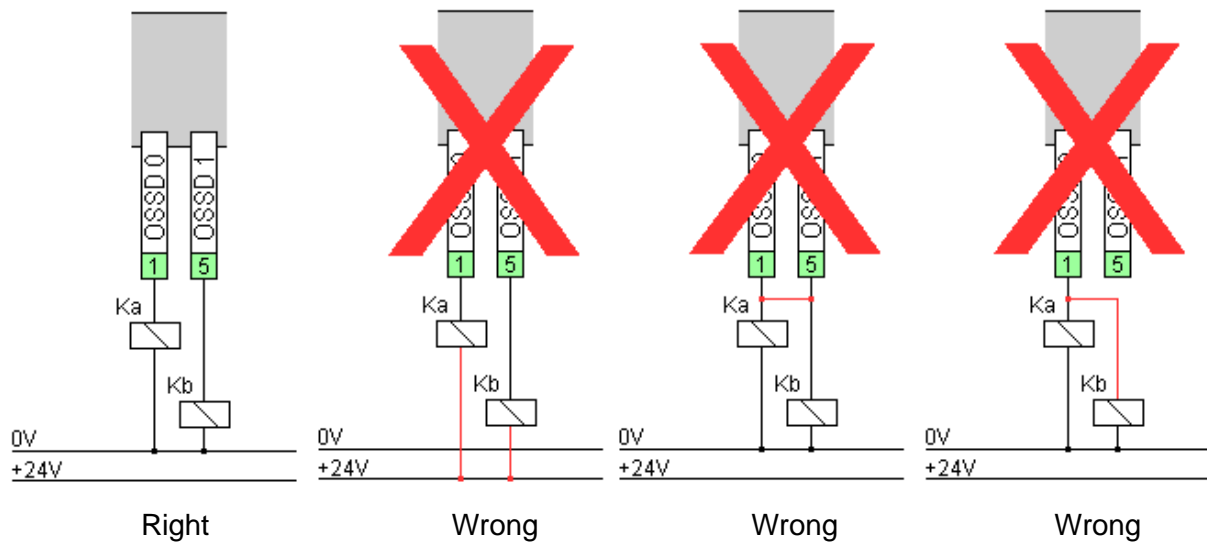 OSSD 0
OSSD 1
1
5
Ka
Kb
0V
+24V
Right
1
5
Ka
Kb
0V
+24V
Wrong
1
5
Ka
Kb
0V
+24V
Wrong
1
5
Ka
Kb
0V
+24V
Wrong